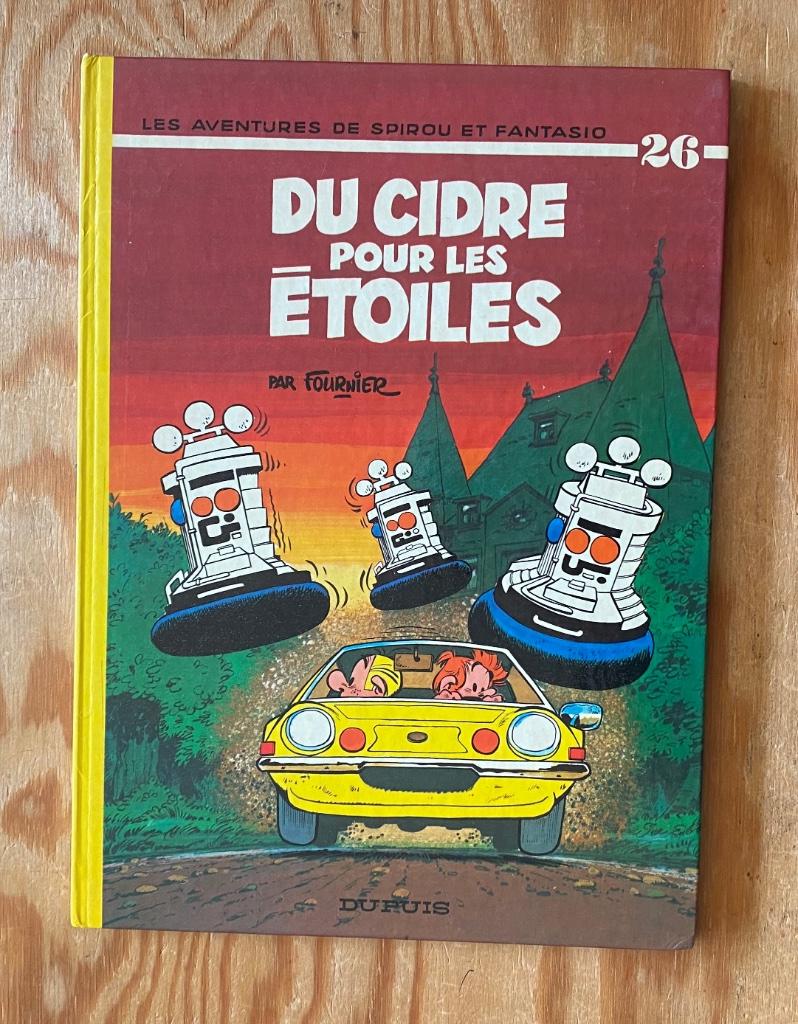 LES AVENTURES DE SPIROU ET FANTASIO
26
DU CIDRE
POUR LES
ÉTOILES
PAR FOURNIER
DUPUIS